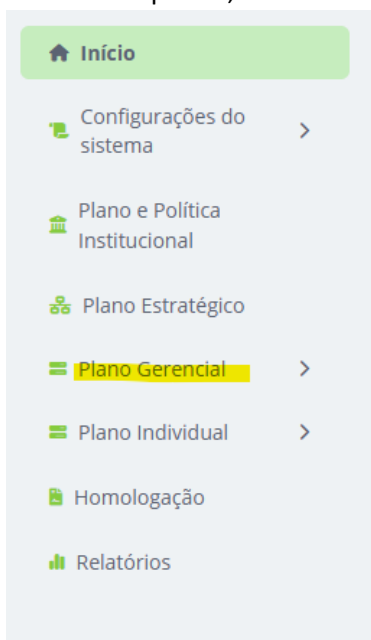 Início
Configurações do
sistema
Plano e Política
Institucional
Plano Estratégico
Plano Gerencial
Plano Individual
Homologação
Relatórios